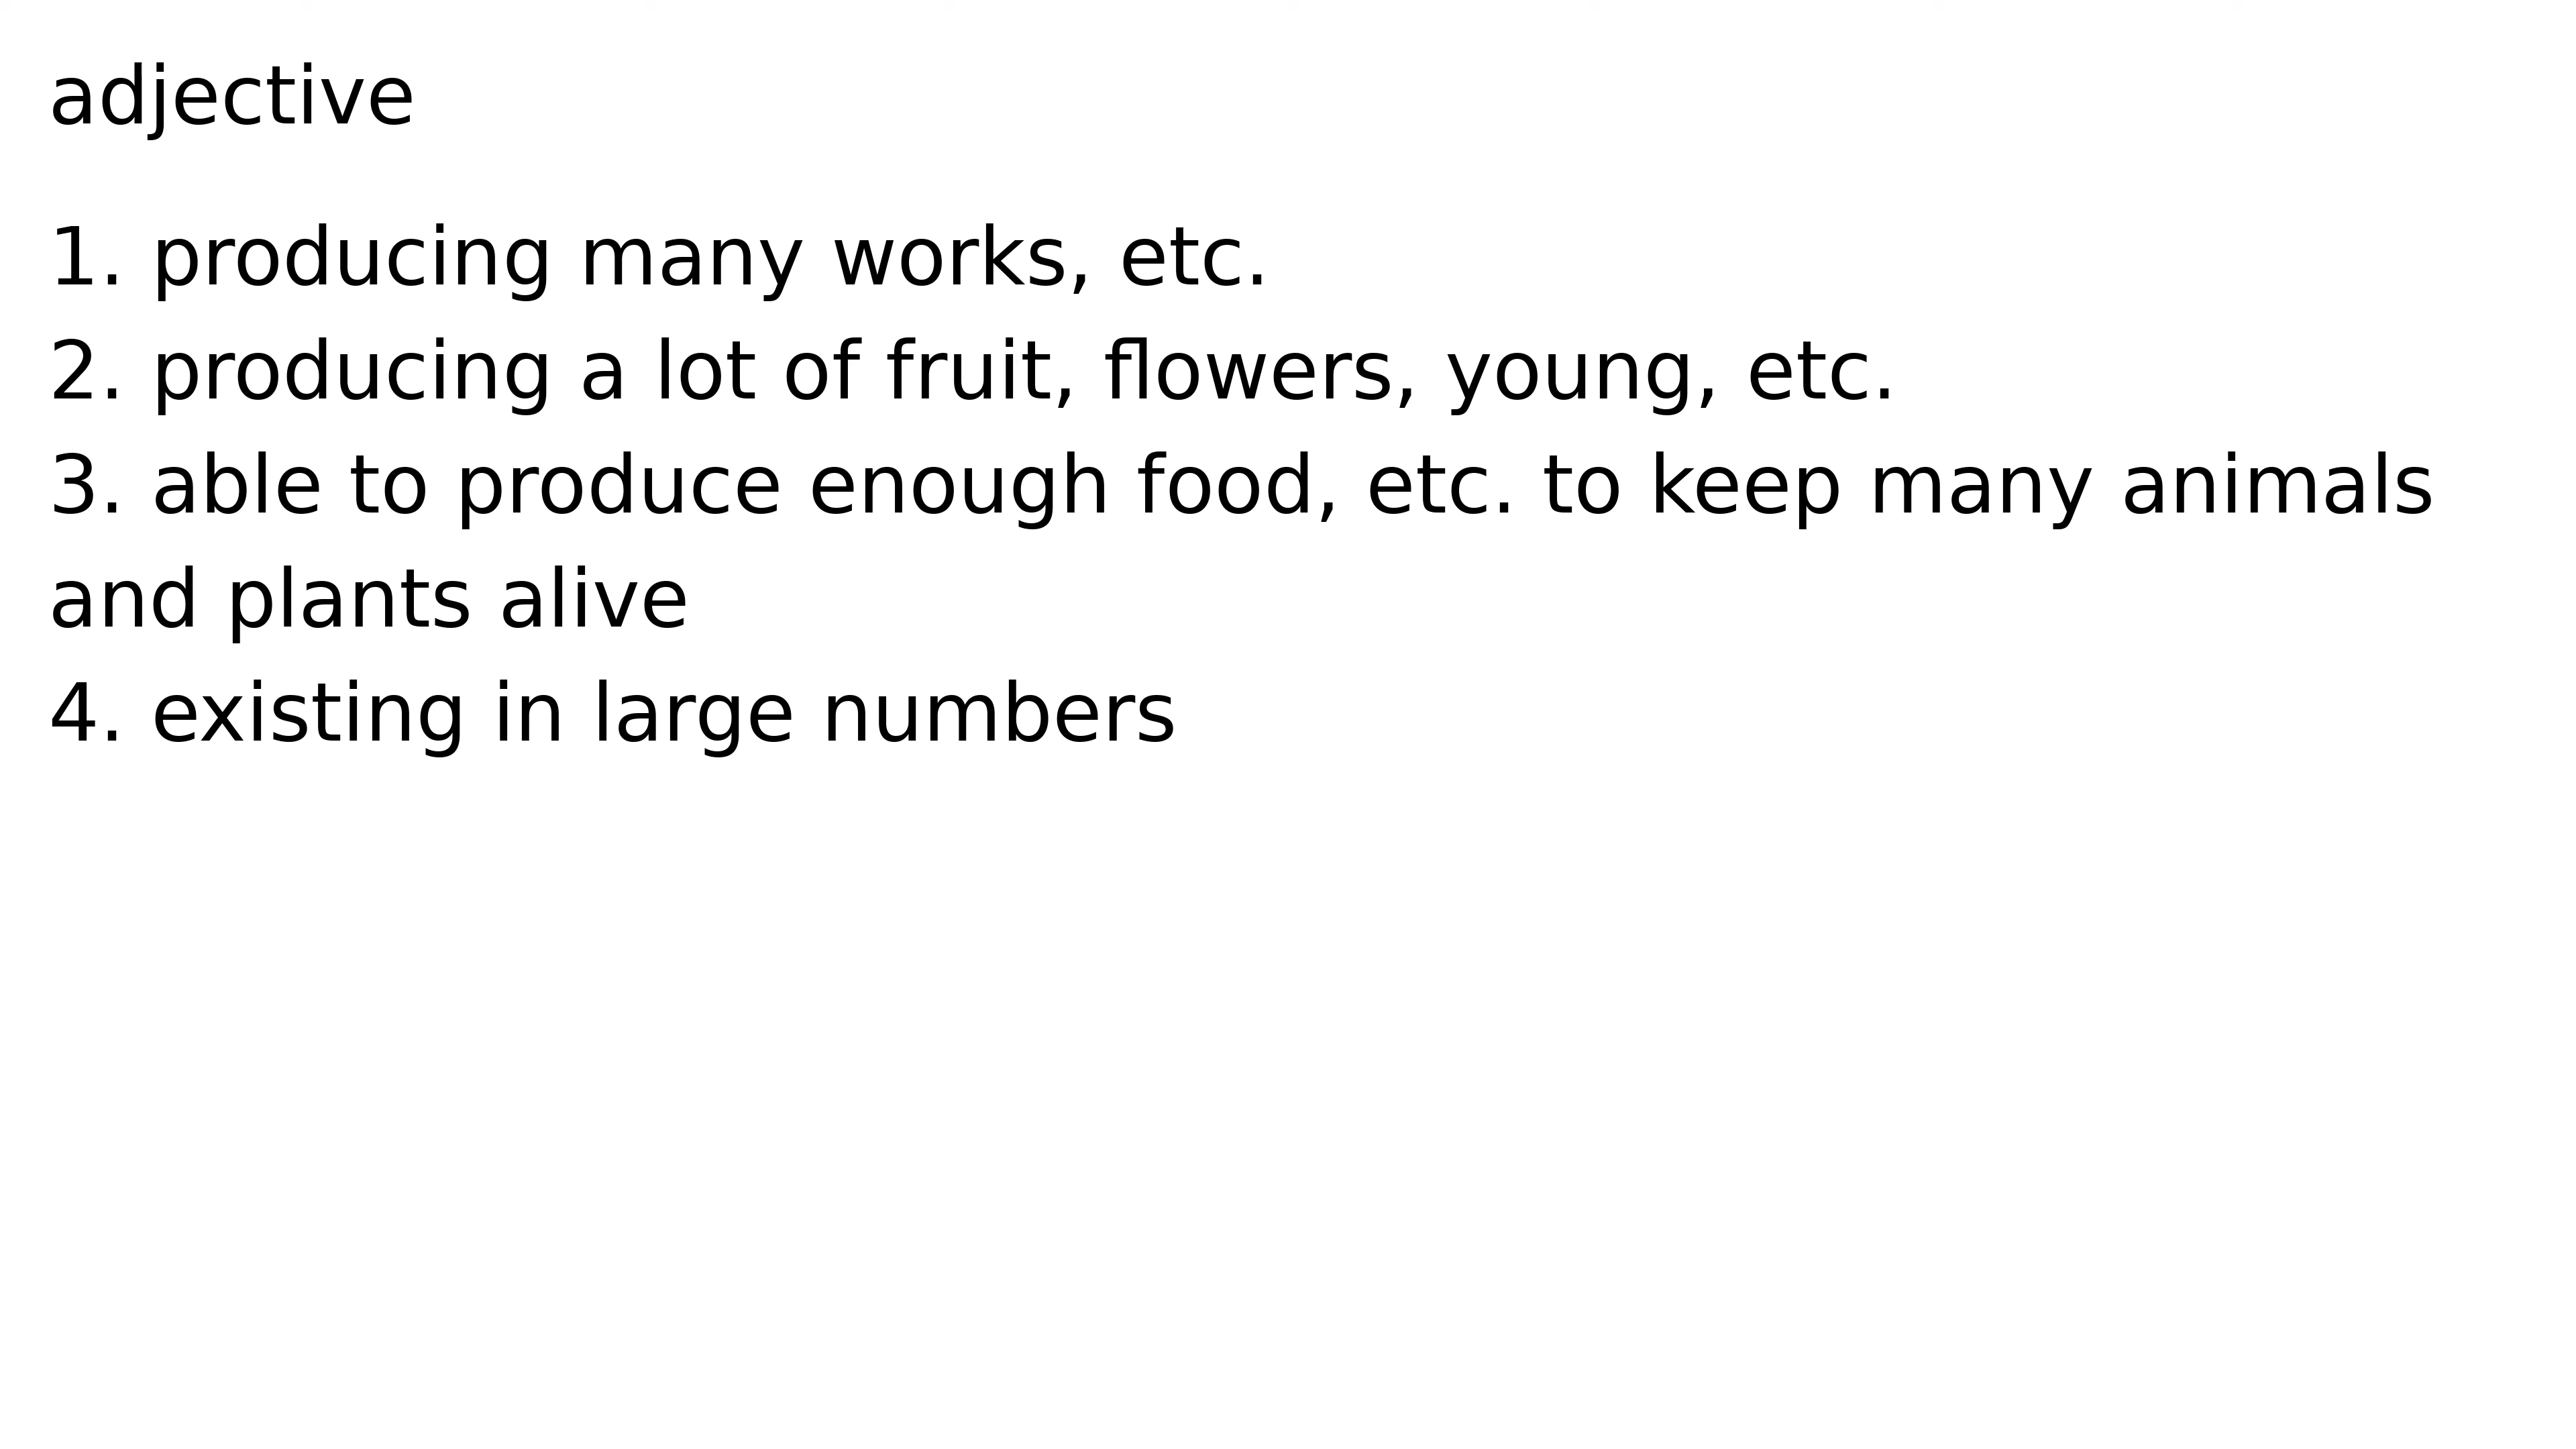 adjective
1. producing many works, etc.
2. producing a lot of fruit, flowers, young, etc.
3. able to produce enough food, etc. to keep many animals
and plants alive
4. existing in large numbers